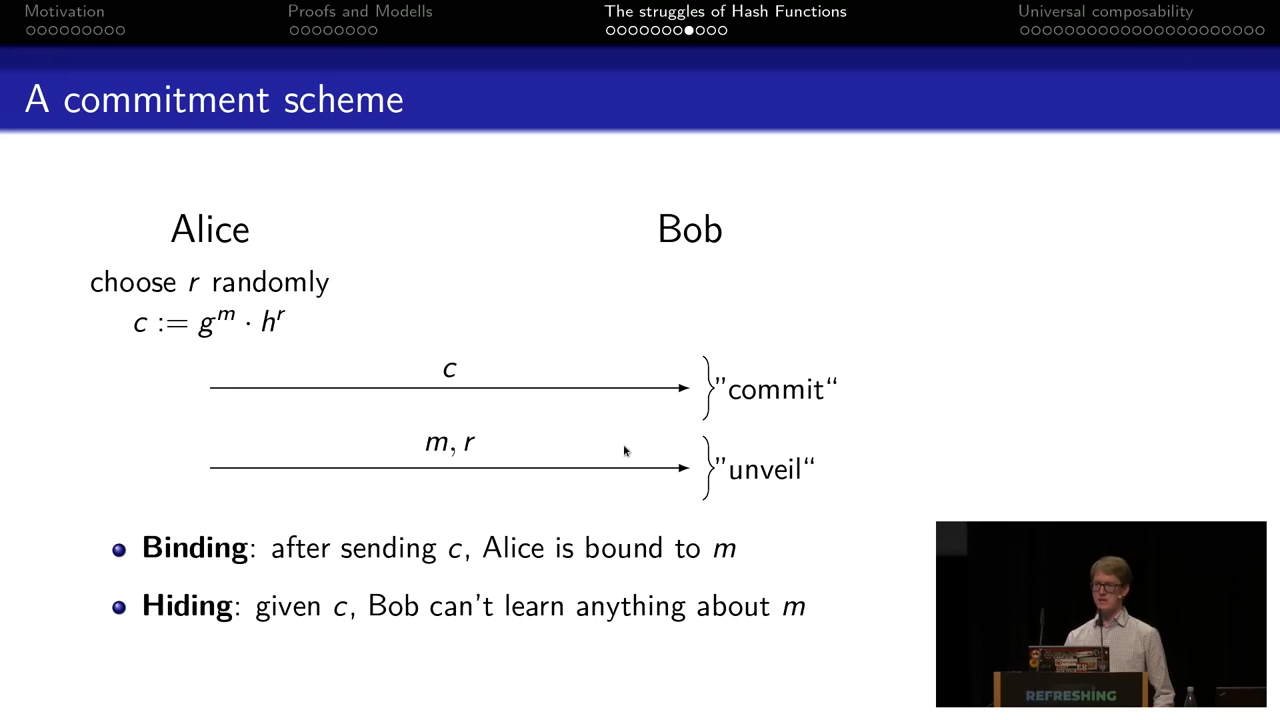 Motivation
Proofs and Modells
The struggles of Hash Functions
Universal composability
A commitment scheme
Alice
Bob
choose r randomly
c := g^m · h^r
c
”commit“
m, r
”unveil“
Binding: after sending c, Alice is bound to m
Hiding: given c, Bob can't learn anything about m
REFRESHING